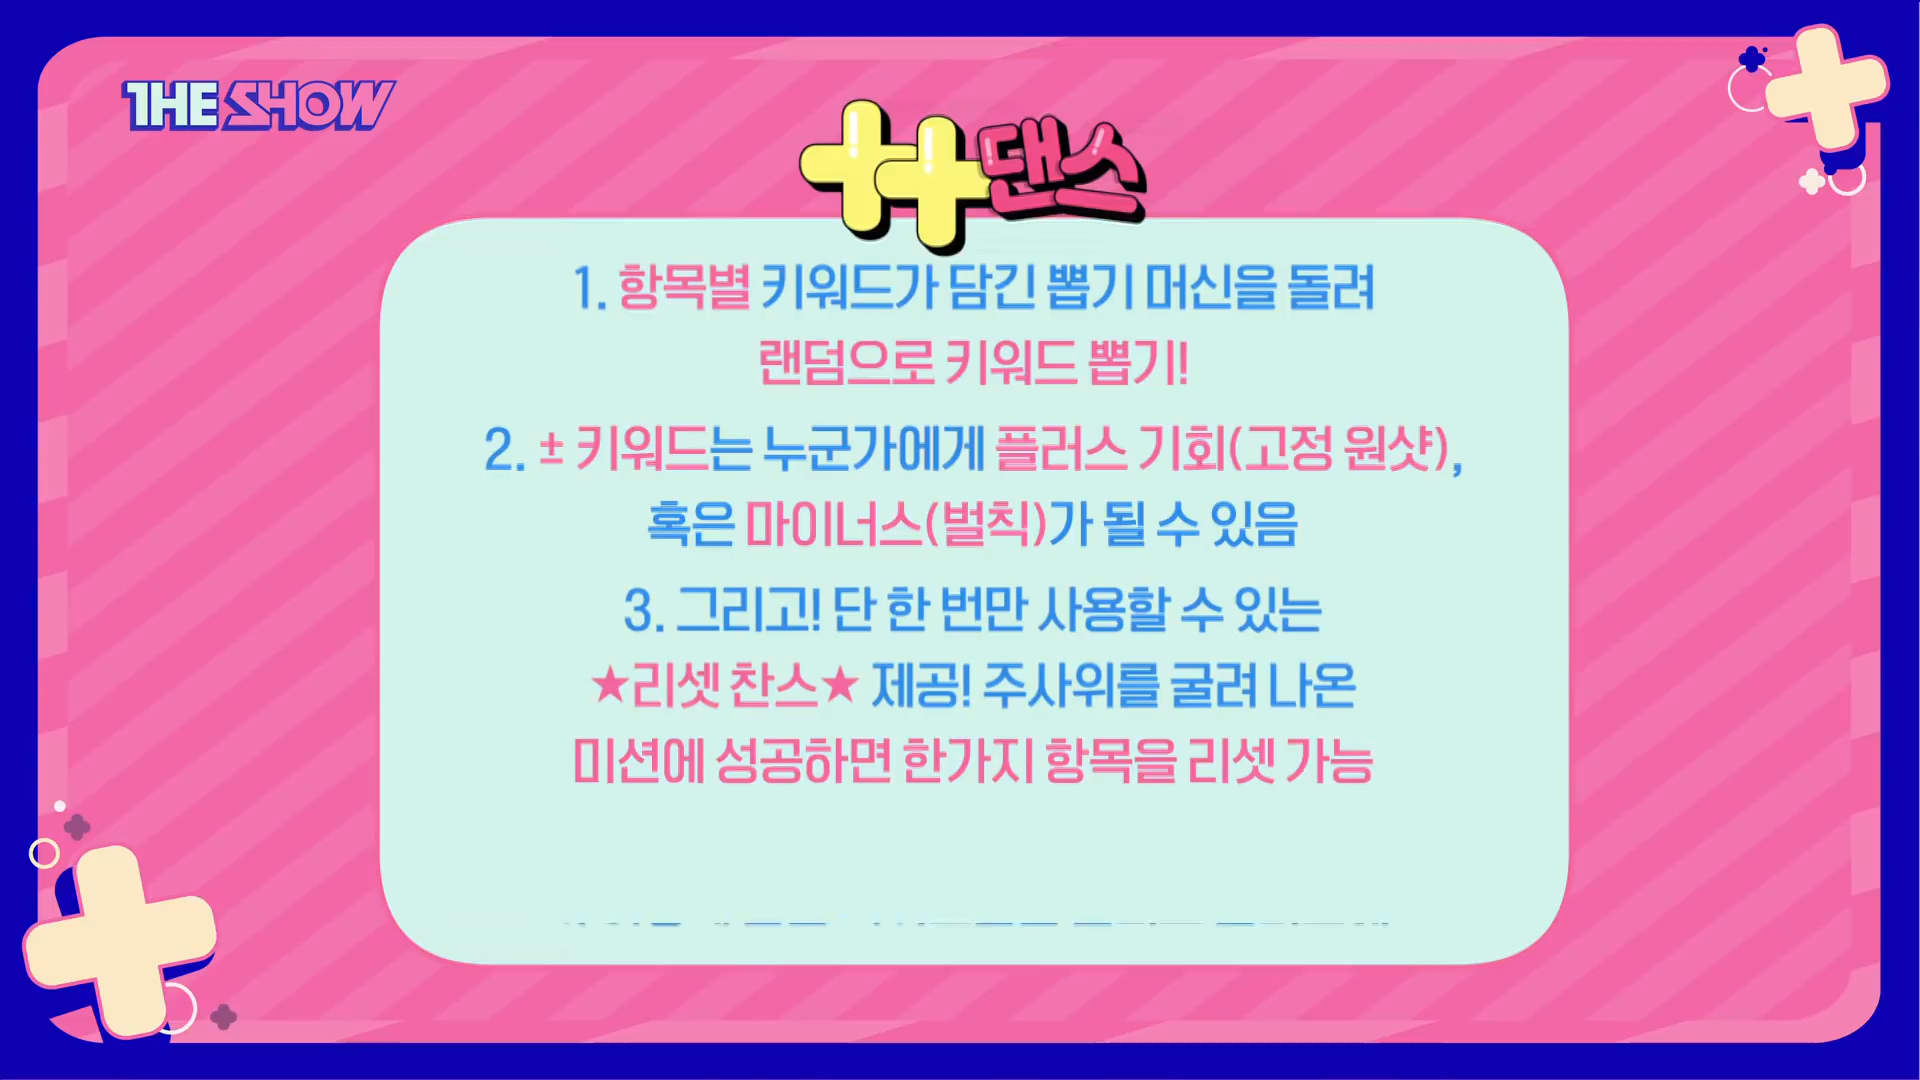 THE SHOW
++댄스
1. 항목별 키워드가 담긴 뽑기 머신을 돌려
랜덤으로 키워드 뽑기!
2. ± 키워드는 누군가에게 플러스 기회(고정 원샷),
혹은 마이너스(벌칙)가 될 수 있음
3. 그리고! 단 한 번만 사용할 수 있는
★리셋 찬스★ 제공! 주사위를 굴려 나온
미션에 성공하면 한가지 항목을 리셋 가능